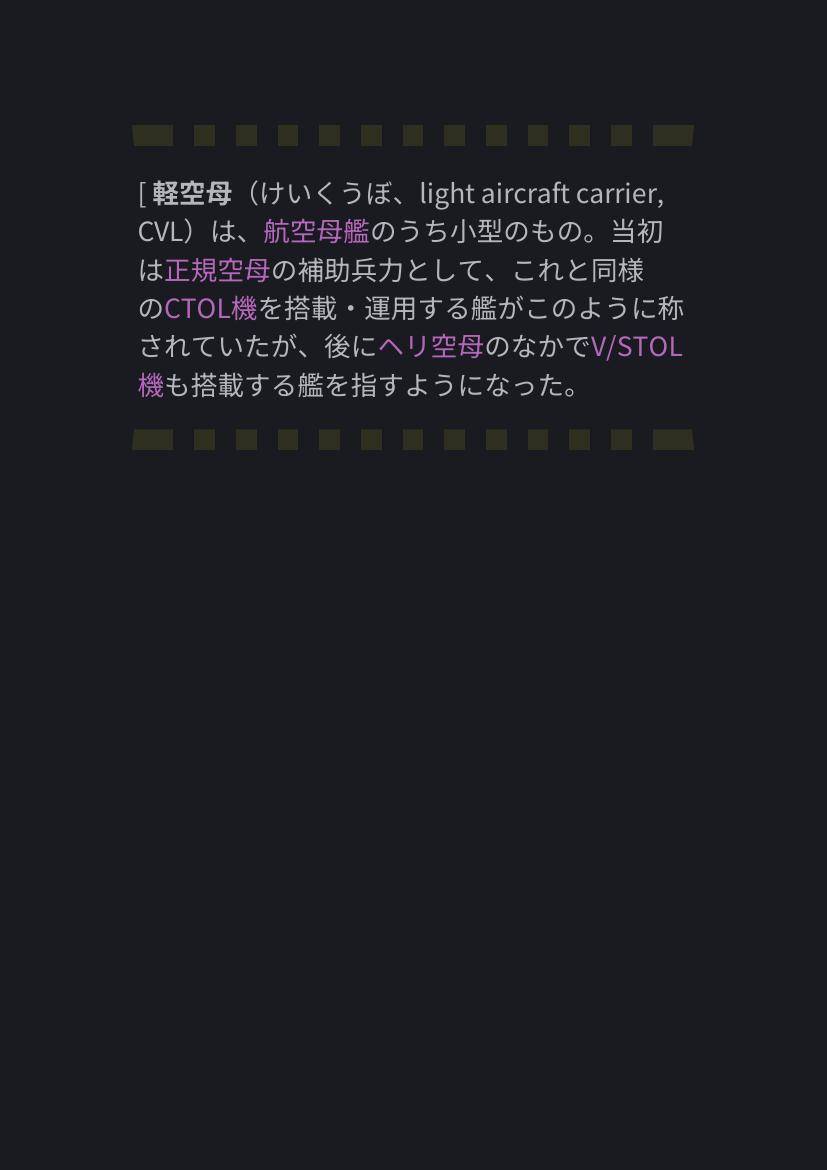 [ 軽空母（けいくうぼ、light aircraft carrier,
CVL）は、航空母艦のうち小型のもの。当初
は正規空母の補助兵力として、これと同様
のCTOL機を搭載・運用する艦がこのように称
されていたが、後にヘリ空母のなかでV/STOL
機も搭載する艦を指すようになった。